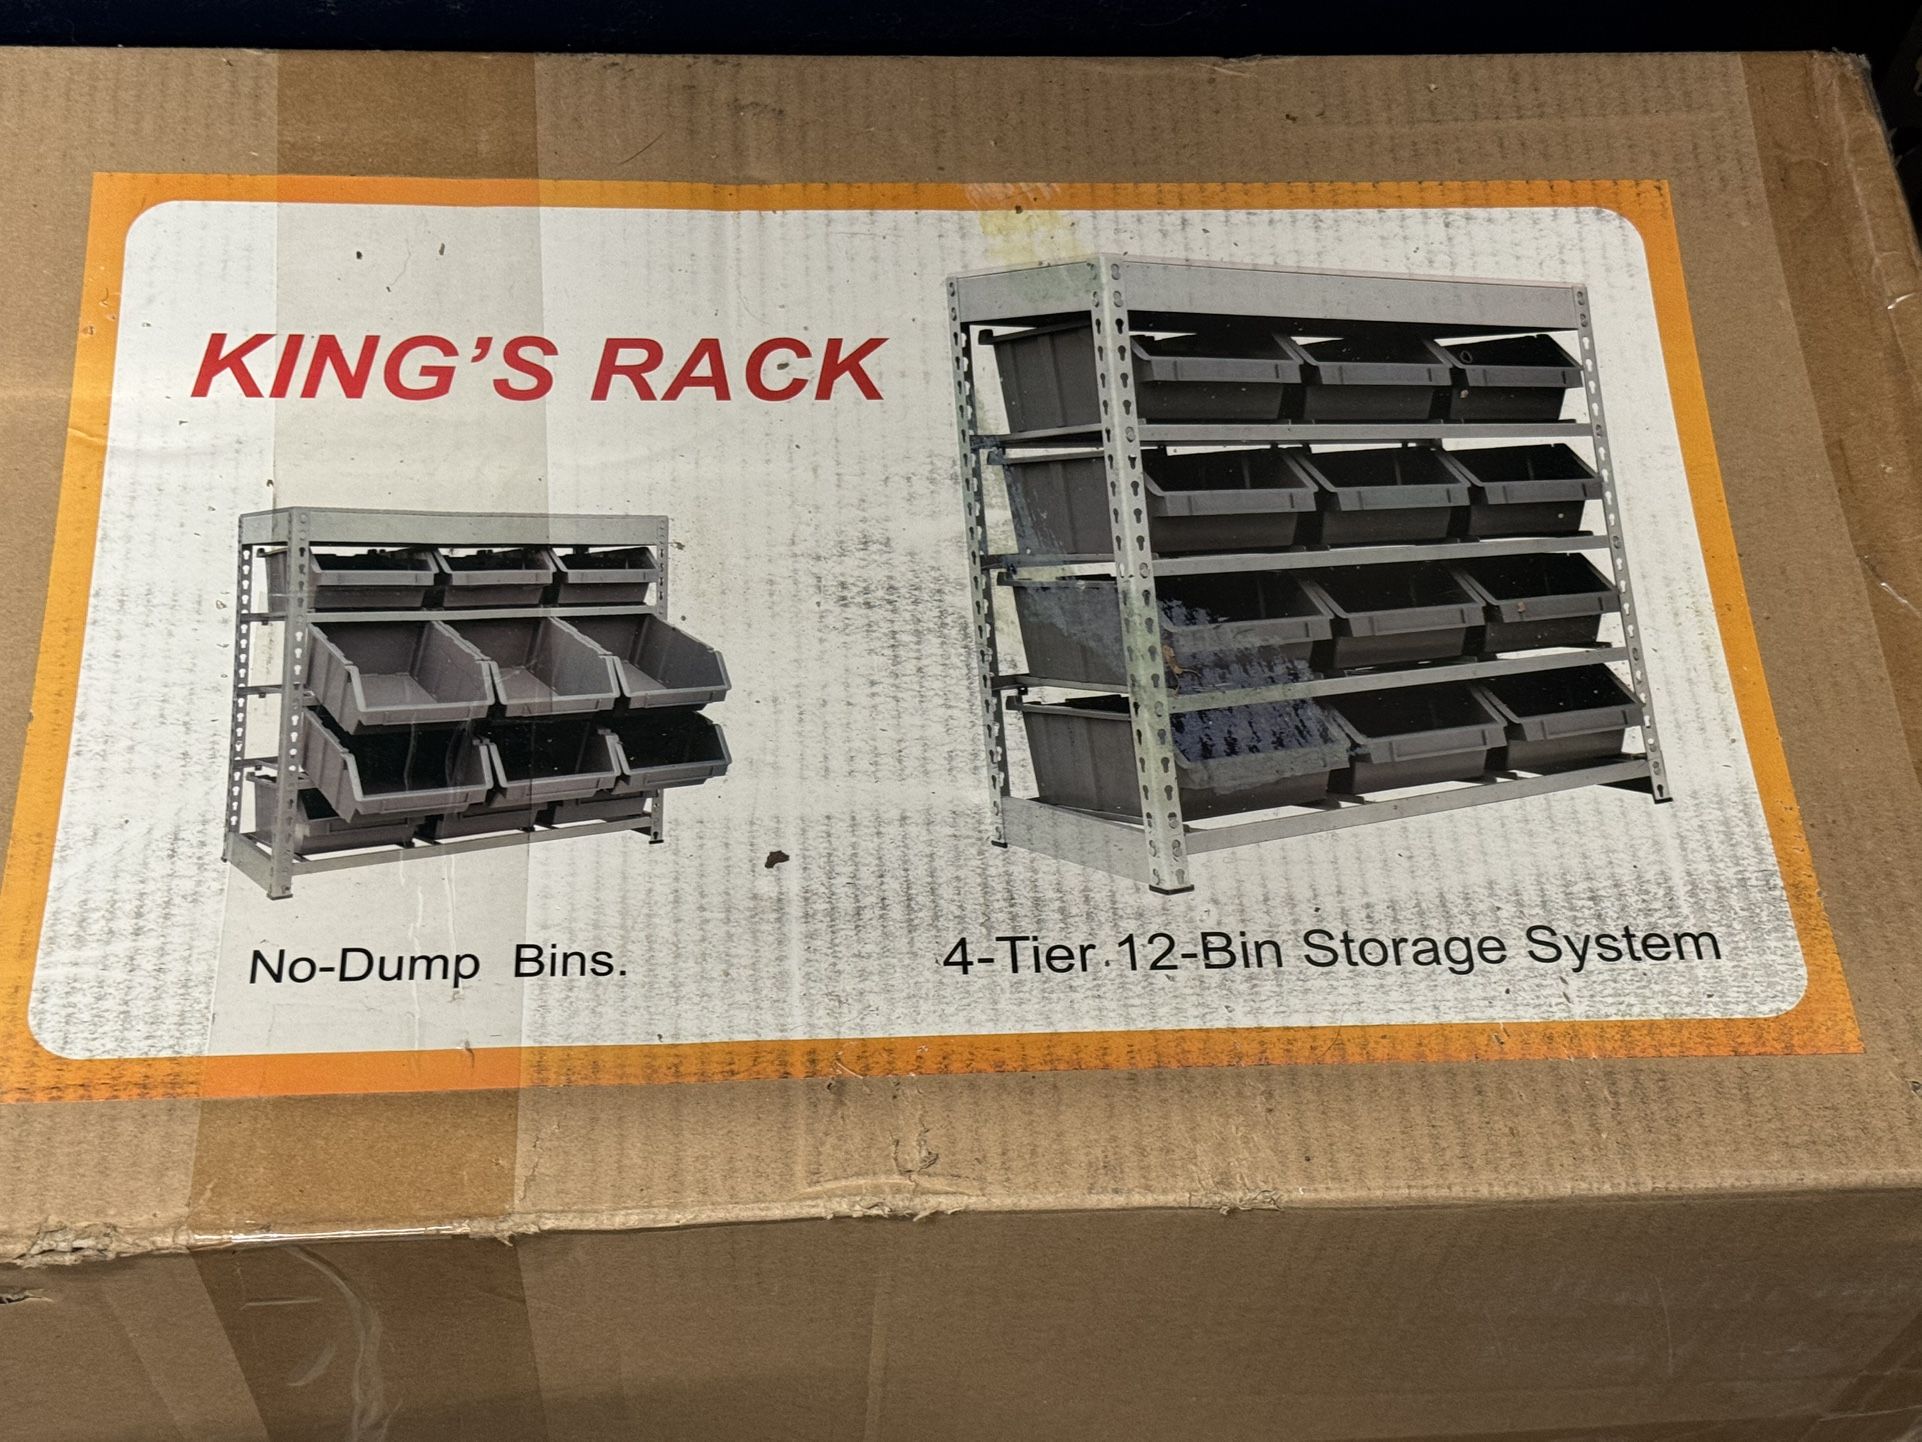 KING'S RACK
No-Dump Bins.
4-Tier 12-Bin Storage System